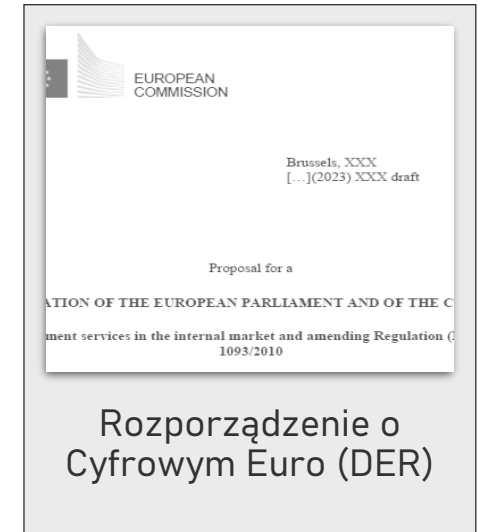 EUROPEAN
COMMISSION
Brussels, XXX
[…](2023) XXX draft
Proposal for a
ATION OF THE EUROPEAN PARLIAMENT AND OF THE C
ment services in the internal market and amending Regulation (
1093/2010
Rozporządzenie o
Cyfrowym Euro (DER)